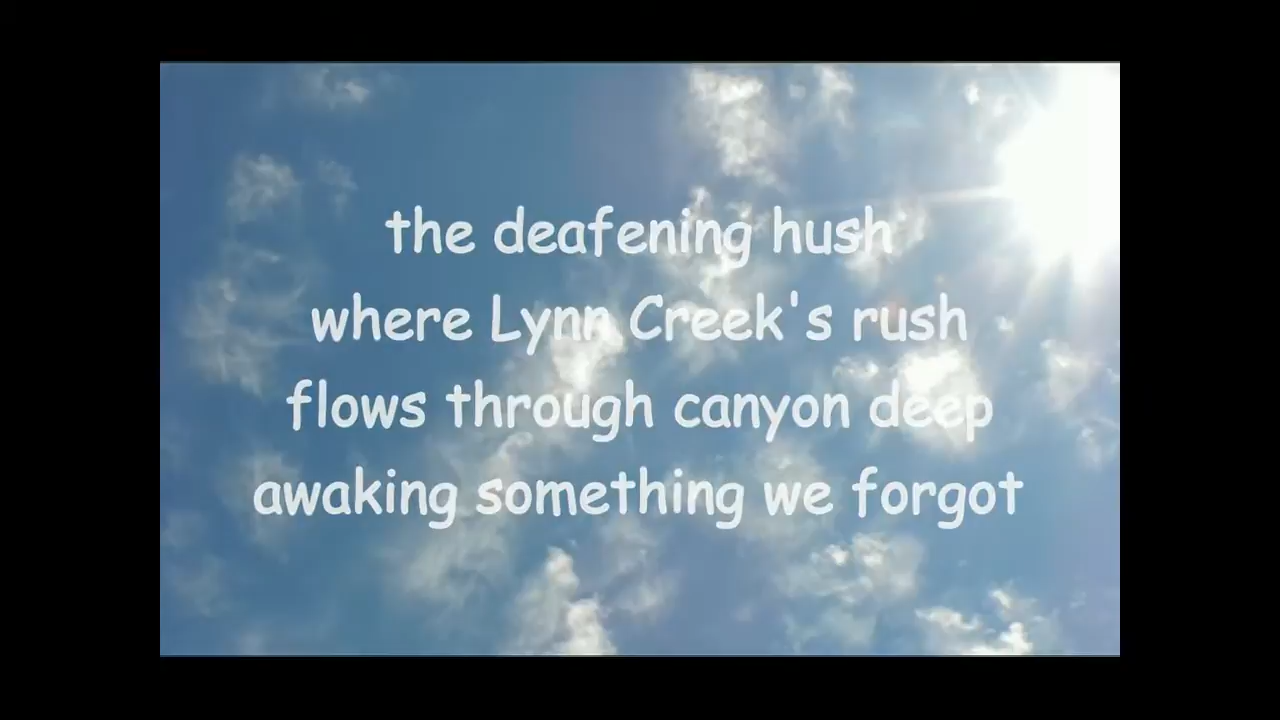 the deafening hush
where Lynn Creek's rush
flows through canyon deep
awaking something we forgot